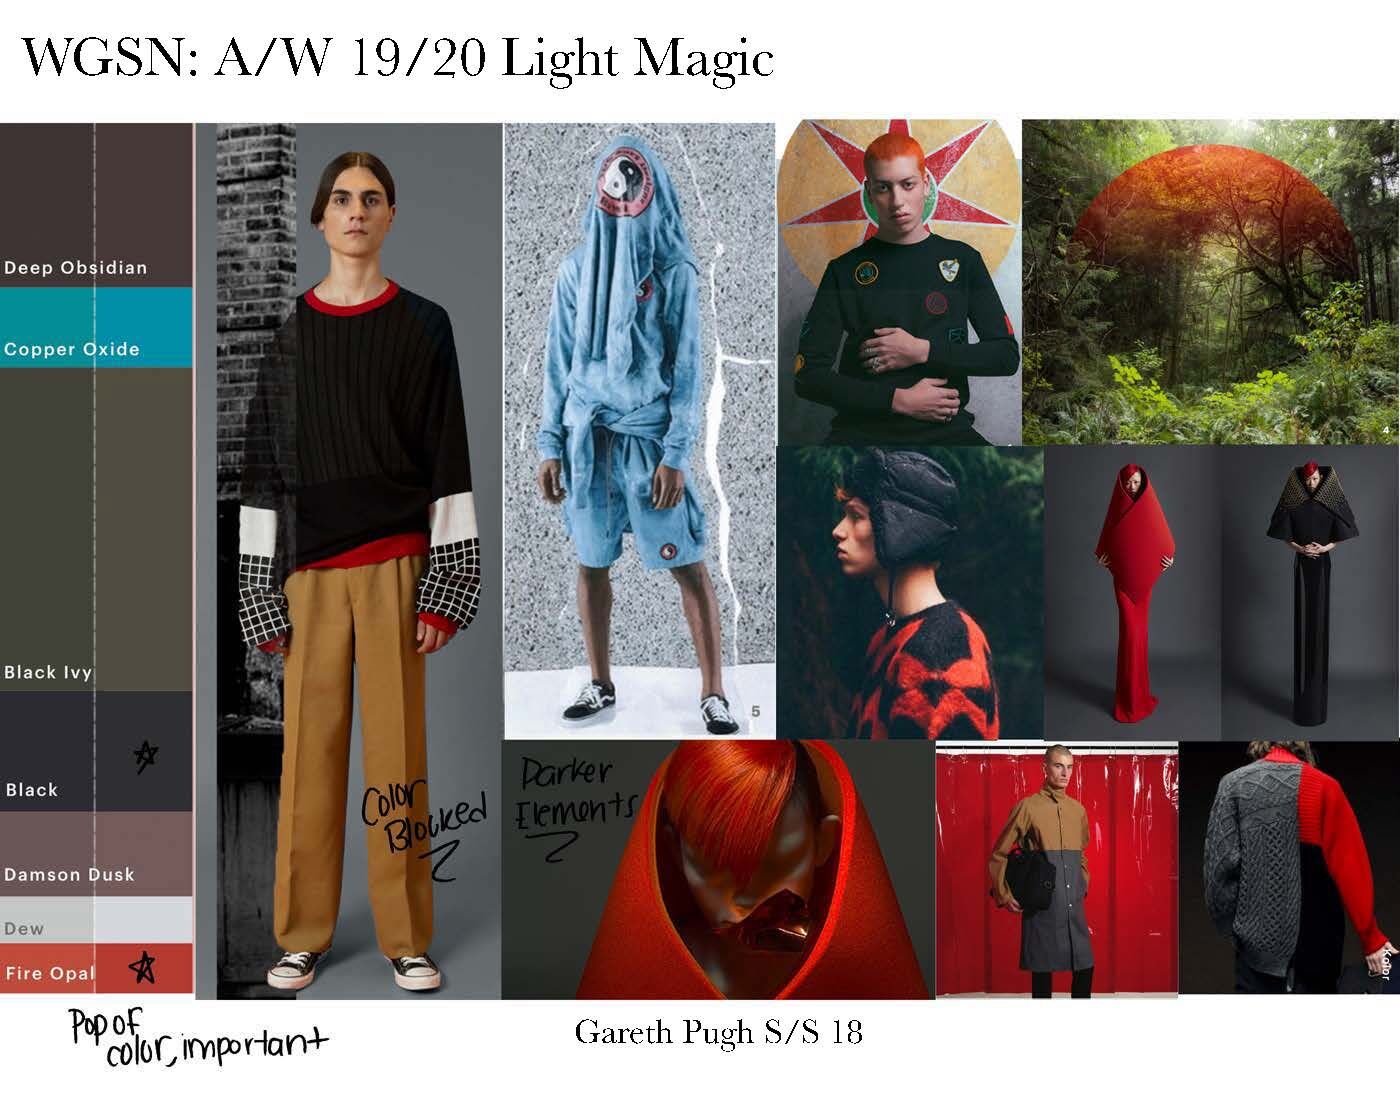 WGSN: A/W 19/20 Light Magic
Deep Obsidian
Copper Oxide
Black Ivy
Black
Damson Dusk
Dew
Fire Opal
Pop of
color, important
Color
Blocked
5
4
Darker
Elements
Kolor
Gareth Pugh S/S 18